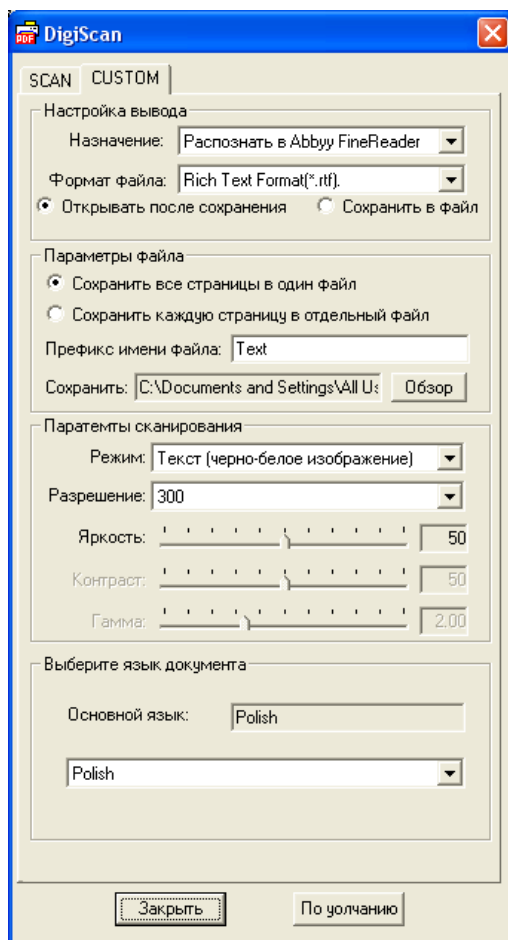 DigiScan
SCAN CUSTOM
Настройка вывода
Назначение: Распознать в Abbyy FineReader
Формат файла: Rich Text Format(*.rtf).
Открывать после сохранения Сохранить в файл
Параметры файла
Сохранить все страницы в один файл
Сохранить каждую страницу в отдельный файл
Префикс имени файла: Text
Сохранить: C:\Documents and Settings\All Us Обзор
Паратемты сканирования
Режим: Текст (черно-белое изображение)
Разрешение: 300
Яркость: 50
Контраст: 50
Гамма: 2.00
Выберите язык документа
Основной язык: Polish
Polish
Закрыть По уолчанию